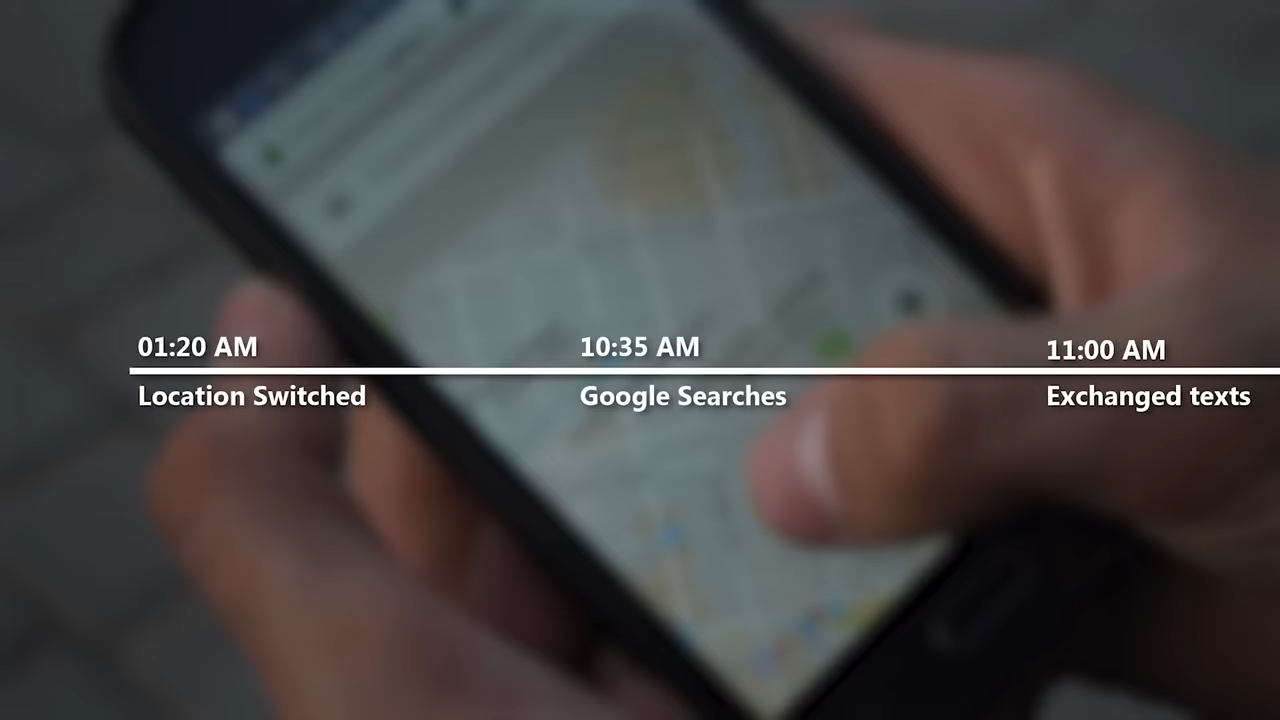 01:20 AM
Location Switched
10:35 AM
Google Searches
11:00 AM
Exchanged texts